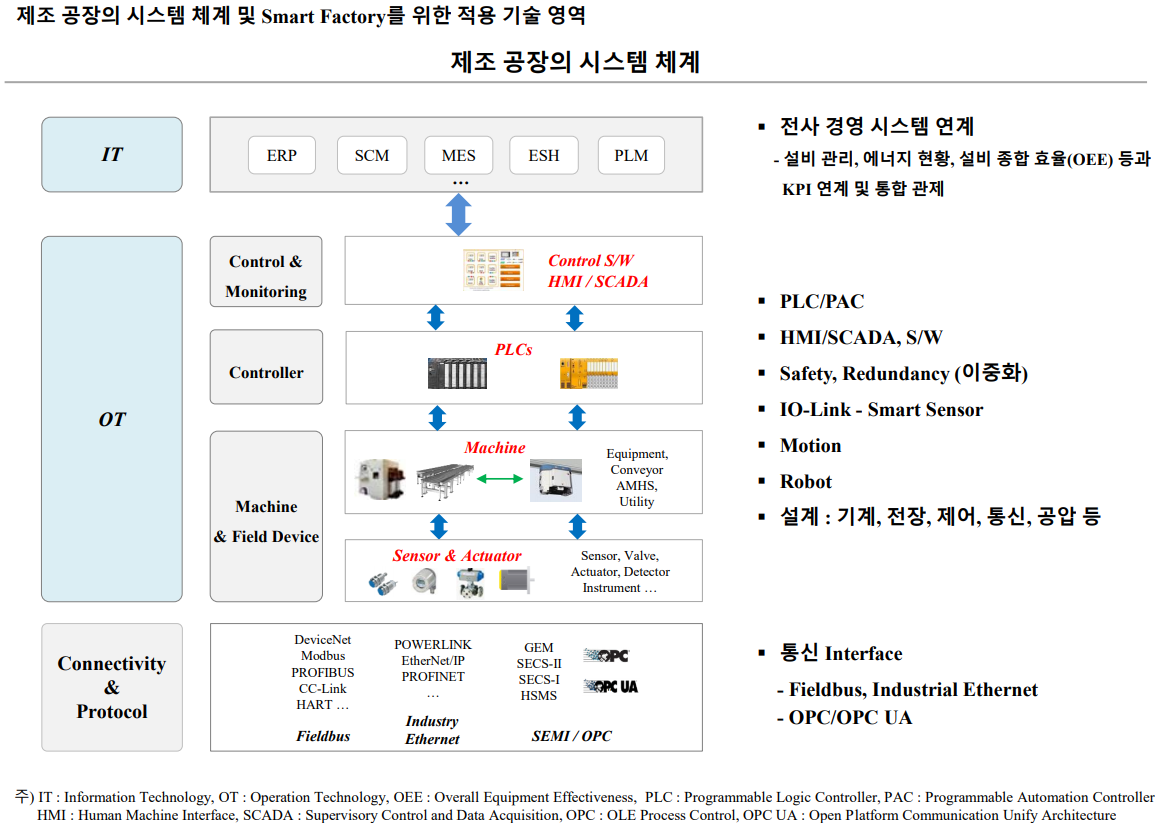 제조 공장의 시스템 체계 및 Smart Factory를 위한 적용 기술 영역
제조 공장의 시스템 체계
IT
ERP
SCM
MES
ESH
PLM
...
▪ 전사 경영 시스템 연계
- 설비 관리, 에너지 현황, 설비 종합 효율(OEE) 등과
KPI 연계 및 통합 관제
OT
Control &
Monitoring
Control S/W
HMI / SCADA
Controller
PLCs
Machine
& Field Device
Machine
Equipment,
Conveyor
AMHS,
Utility
Sensor & Actuator
Sensor, Valve,
Actuator, Detector
Instrument …
▪ PLC/PAC
▪ HMI/SCADA, S/W
▪ Safety, Redundancy (이중화)
▪ IO-Link - Smart Sensor
▪ Motion
▪ Robot
▪ 설계 : 기계, 전장, 제어, 통신, 공압 등
Connectivity
&
Protocol
DeviceNet
Modbus
PROFIBUS
CC-Link
HART …
Fieldbus
POWERLINK
EtherNet/IP
PROFINET
…
Industry
Ethernet
GEM
SECS-II
SECS-I
HSMS
OPC
OPC UA
SEMI / OPC
▪ 통신 Interface
- Fieldbus, Industrial Ethernet
- OPC/OPC UA
주) IT : Information Technology, OT : Operation Technology, OEE : Overall Equipment Effectiveness, PLC : Programmable Logic Controller, PAC : Programmable Automation Controller
HMI : Human Machine Interface, SCADA : Supervisory Control and Data Acquisition, OPC : OLE Process Control, OPC UA : Open Platform Communication Unify Architecture